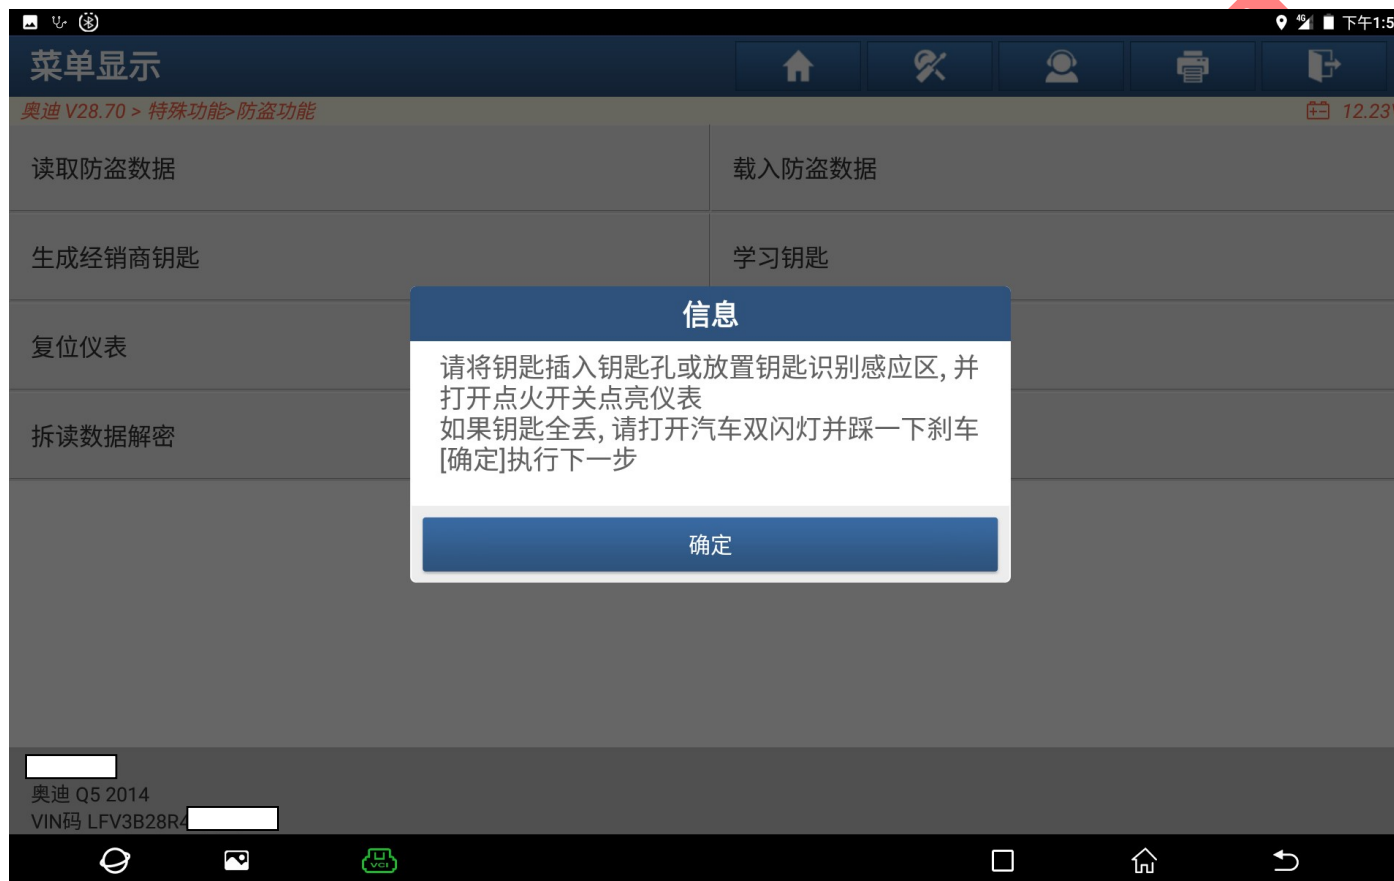 4G 下午1:5
菜单显示
奥迪 V28.70 > 特殊功能>防盗功能
12.23V
读取防盗数据
载入防盗数据
生成经销商钥匙
学习钥匙
复位仪表
拆读数据解密
信息
请将钥匙插入钥匙孔或放置钥匙识别感应区, 并
打开点火开关点亮仪表
如果钥匙全丢, 请打开汽车双闪灯并踩一下刹车
[确定]执行下一步
确定
奥迪 Q5 2014
VIN码 LFV3B28R4
VCI